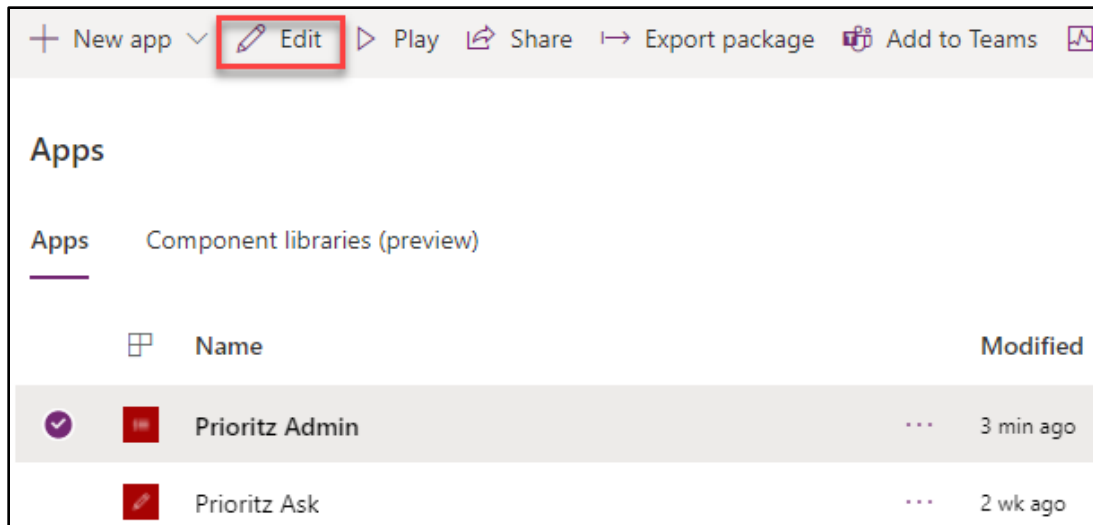 New app Edit Play Share Export package Add to Teams
Apps
Apps Component libraries (preview)
Name Modified
Prioritz Admin ... 3 min ago
Prioritz Ask ... 2 wk ago